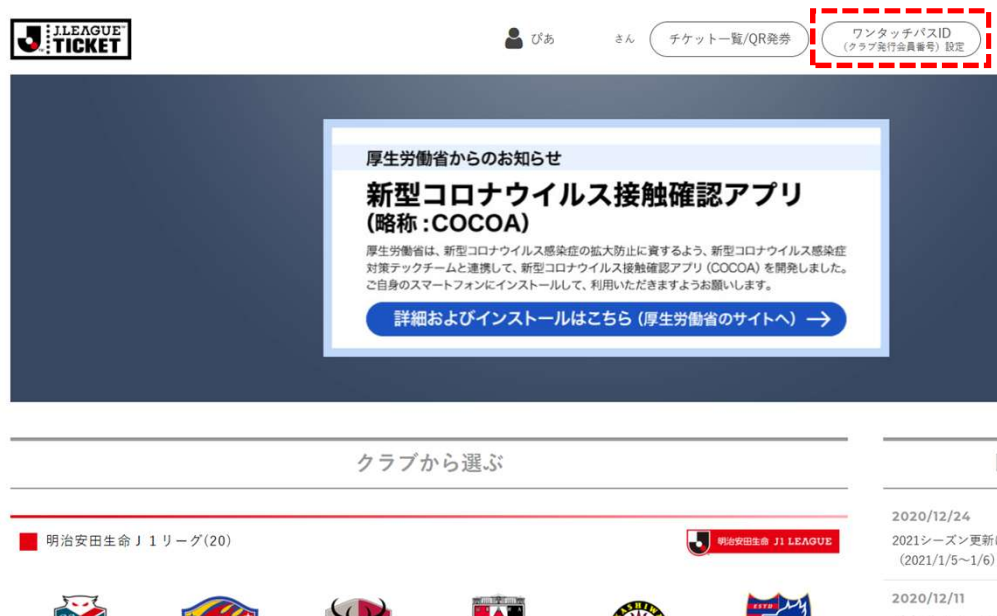 J.LEAGUE
TICKET
ぴあ さん
チケット一覧/QR発券
ワンタッチパスID
(クラブ発行会員番号) 設定
厚生労働省からのお知らせ
新型コロナウイルス接触確認アプリ
(略称:COCOA)
厚生労働省は、新型コロナウイルス感染症の拡大防止に資するよう、新型コロナウイルス感染症
対策テックチームと連携して、新型コロナウイルス接触確認アプリ(COCOA)を開発しました。
ご自身のスマートフォンにインストールして、利用いただきますようお願いします。
詳細およびインストールはこちら(厚生労働省のサイトへ)→
クラブから選ぶ
明治安田生命J1リーグ(20)
明治安田生命 J1 LEAGUE
2020/12/24
2021シーズン更新
(2021/1/5~1/6)
2020/12/11